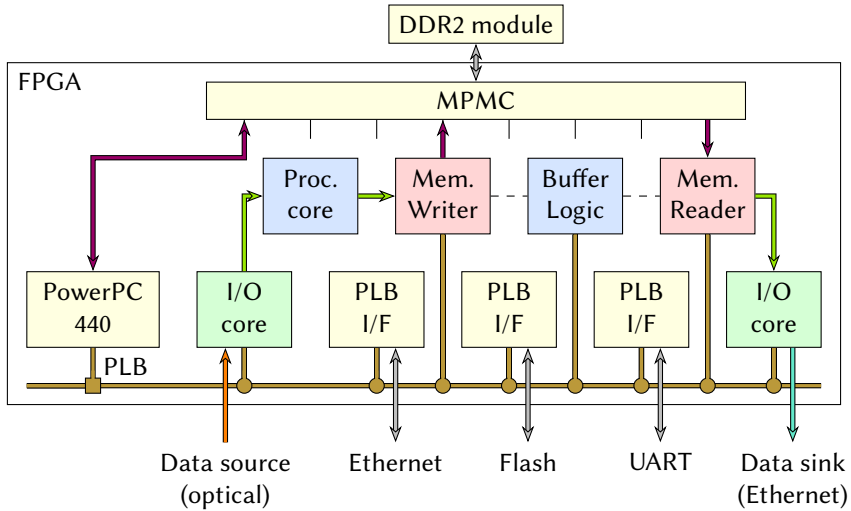 DDR2 module
FPGA
MPMC
Proc.
core
Mem.
Writer
Buffer
Logic
Mem.
Reader
PowerPC
440
I/O
core
PLB
I/F
PLB
I/F
PLB
I/F
I/O
core
PLB
Data source
(optical)
Ethernet
Flash
UART
Data sink
(Ethernet)